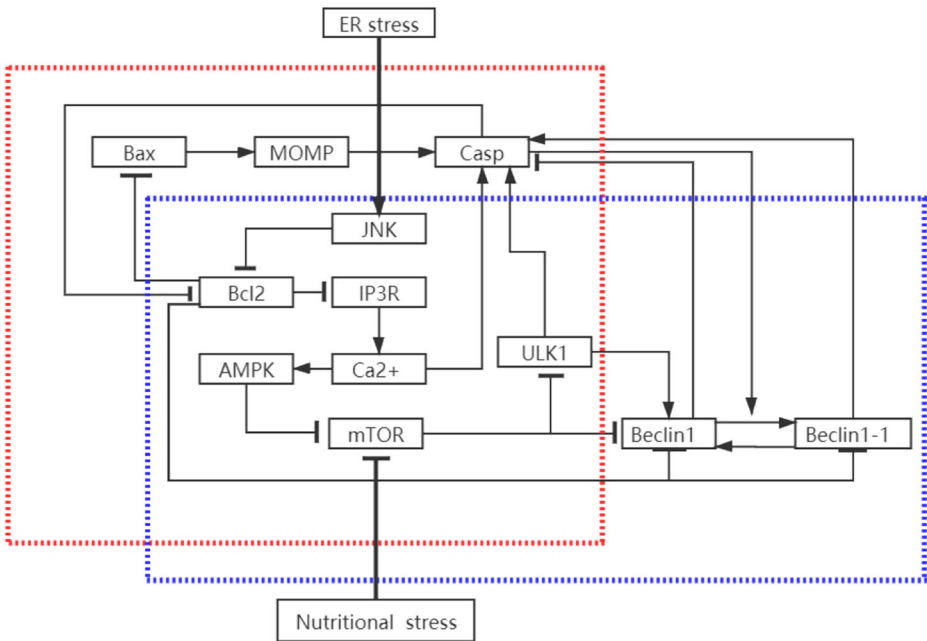 ER stress
Bax
MOMP
Casp
JNK
Bcl2
IP3R
ULK1
AMPK
Ca2+
mTOR
Beclin1
Beclin1-1
Nutritional stress